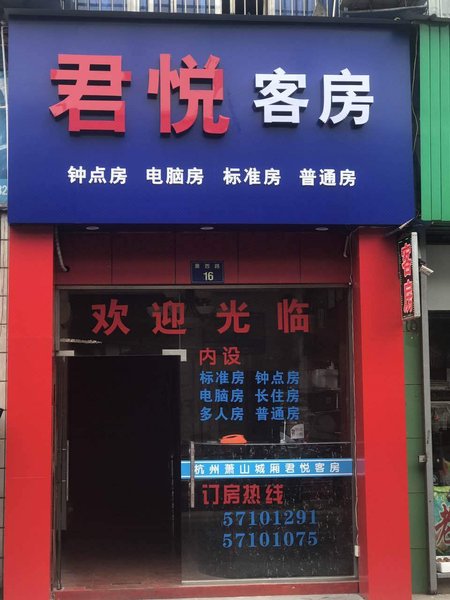 君悦 客房
钟点房 电脑房 标准房 普通房
16
客房
欢迎光临
内设
标准房 钟点房
电脑房 长住房
多人房 普通房
杭州萧山城厢君悦客房
订房热线
57101291
57101075